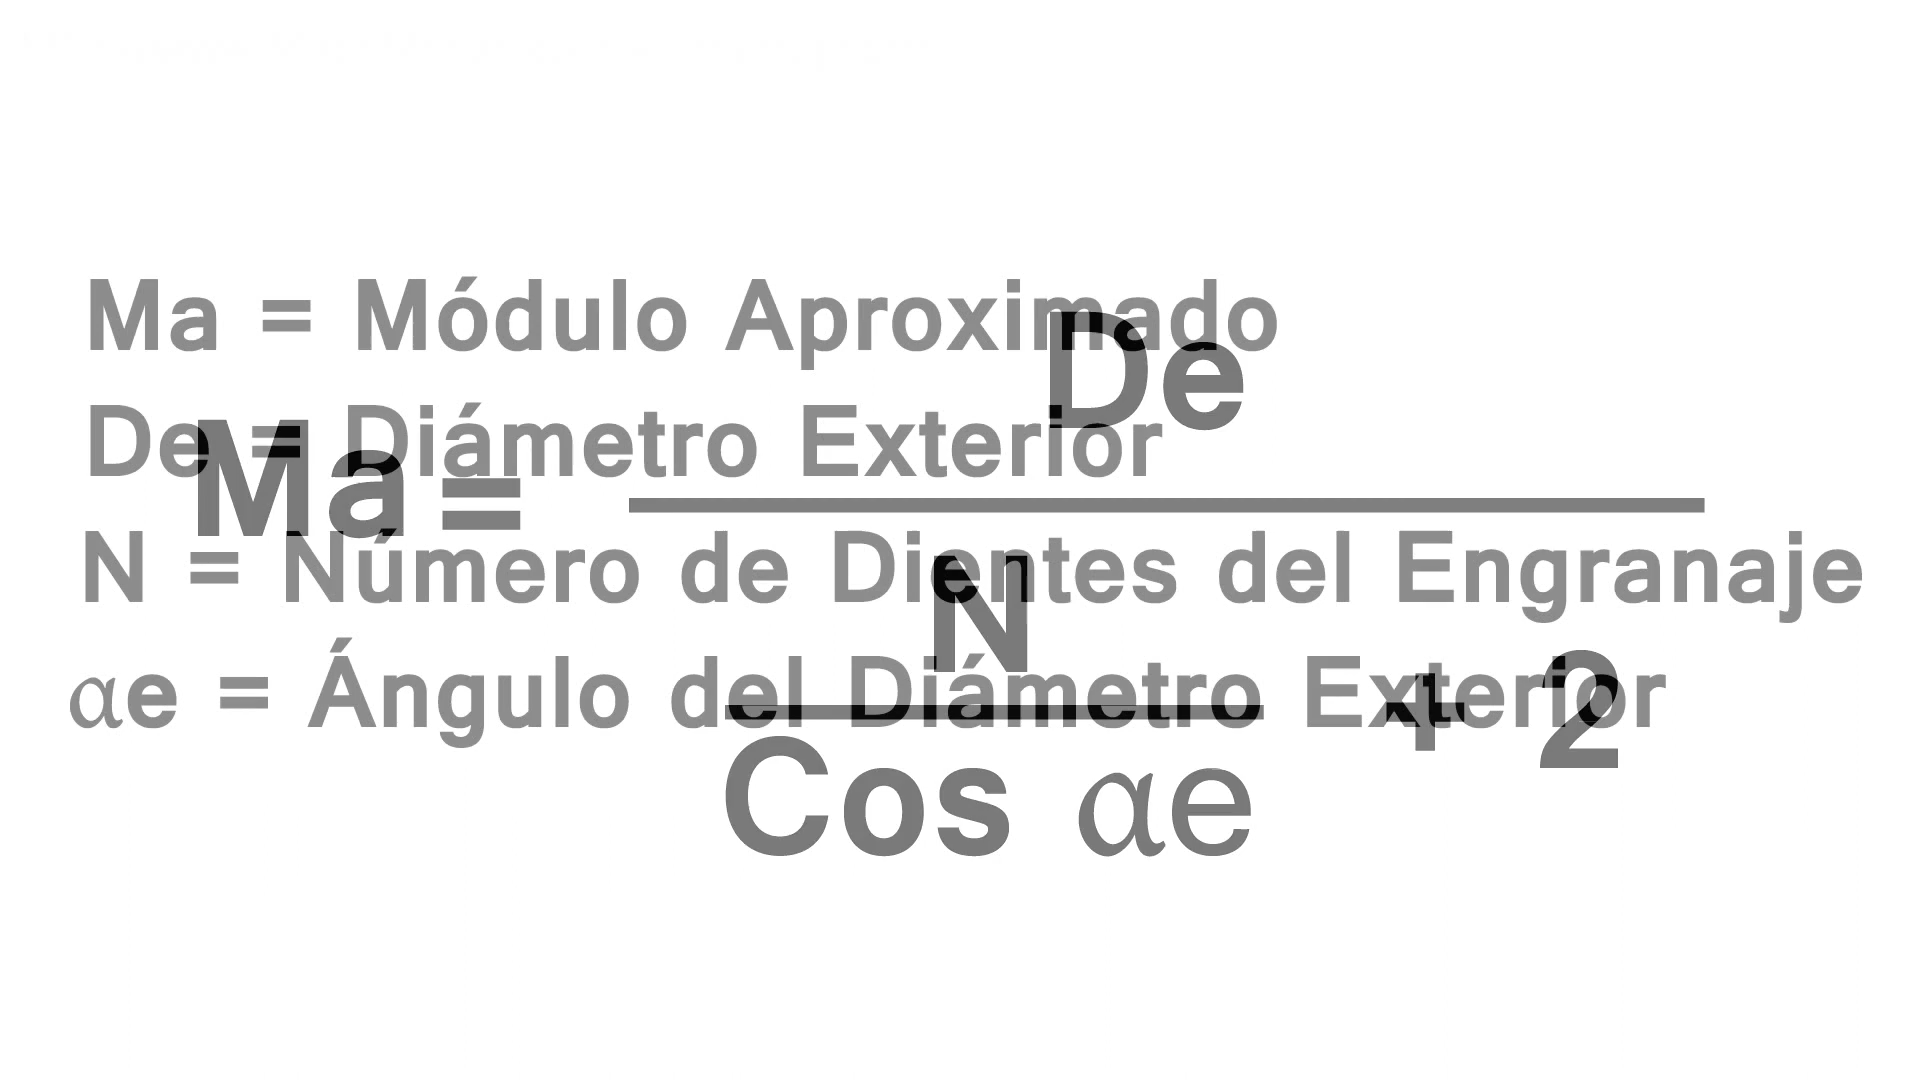 Ma = Módulo Aproximado
De = Diámetro Exterior
N = Número de Dientes del Engranaje
αe = Ángulo del Diámetro Exterior
De
Ma =
N
+ 2
Cos αe